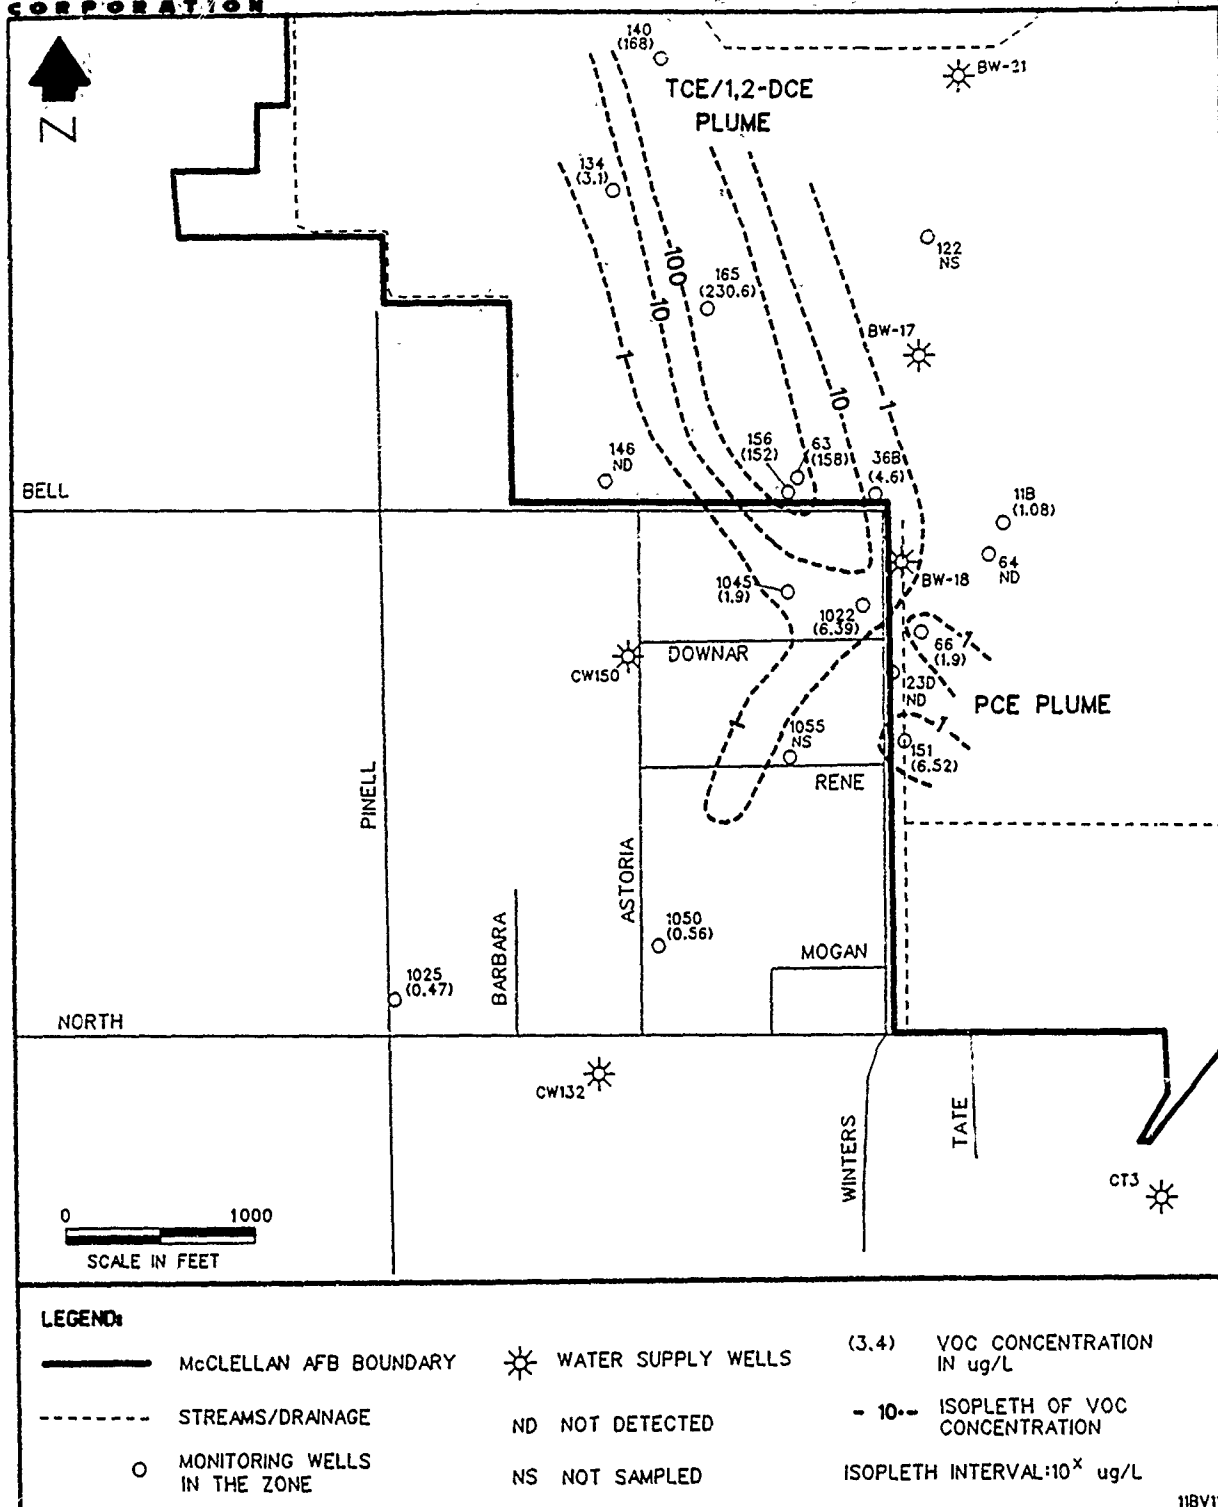 CORPORATION
Z
140
(168)
TCE/1,2-DCE
PLUME
BW-21
134
(3.1)
122
NS
100
165
(230.6)
10
BW-17
1
10
1
146
ND
156
(152)
63
(158)
36B
(4.6)
BELL
11B
(1.08)
64
ND
BW-18
1045
(1.9)
1022
(6.39)
DOWNAR
66
(1.9)
1
CW150
23D
ND
PCE PLUME
1
1055
NS
1
151
(6.52)
RENE
PINELL
ASTORIA
BARBARA
1050
(0.56)
MOGAN
1025
(0.47)
NORTH
CW132
WINTERS
TATE
CT3
0 1000
SCALE IN FEET
LEGEND:
McCLELLAN AFB BOUNDARY
STREAMS/DRAINAGE
MONITORING WELLS
IN THE ZONE
WATER SUPPLY WELLS
ND NOT DETECTED
NS NOT SAMPLED
(3.4) VOC CONCENTRATION
IN ug/L
- 10-- ISOPLETH OF VOC
CONCENTRATION
ISOPLETH INTERVAL:10^X ug/L